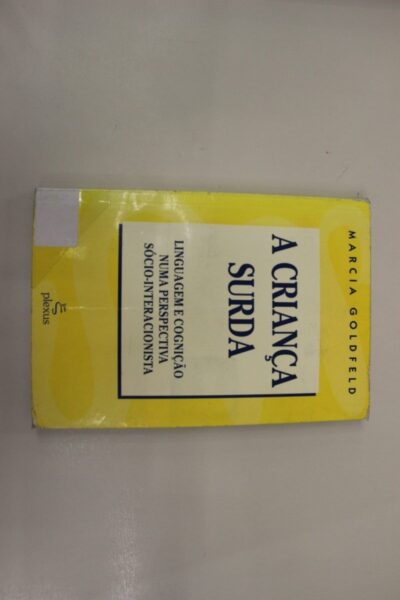 MARCIA GOLDFELD
A CRIANÇA
SURDA
LINGUAGEM E COGNIÇÃO
NUMA PERSPECTIVA
SÓCIO-INTERACIONISTA
plexus